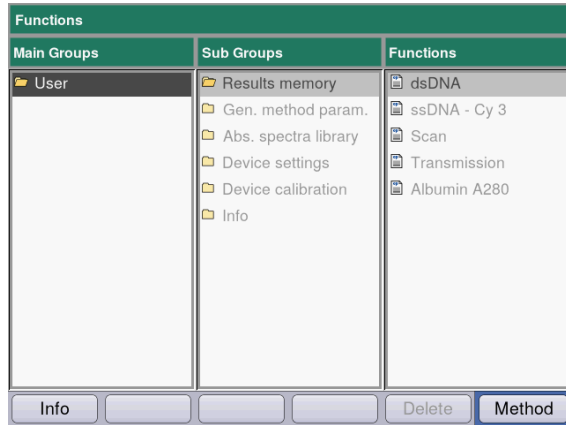 Functions
Main Groups
Sub Groups
Functions
User
Results memory
Gen. method param.
Abs. spectra library
Device settings
Device calibration
Info
dsDNA
ssDNA - Cy 3
Scan
Transmission
Albumin A280
Info
Delete
Method